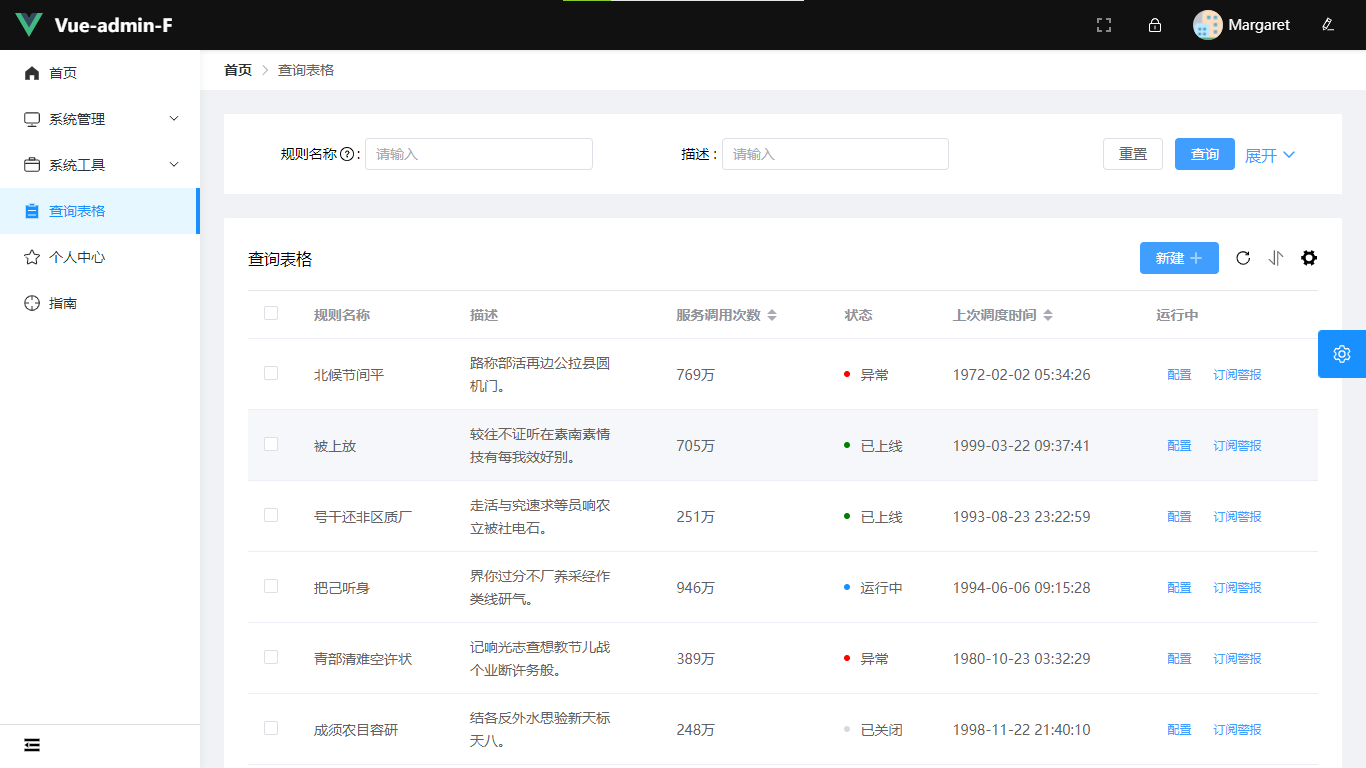 Vue-admin-F
Margaret
首页
系统管理
系统工具
查询表格
个人中心
指南
首页 查询表格
规则名称 : 请输入 描述 : 请输入 重置 查询 展开
查询表格 新建
规则名称 描述 服务调用次数 状态 上次调度时间 运行中
北候节间平 路称部活再边公拉县圆
机门。 769万 异常 1972-02-02 05:34:26 配置 订阅警报
被上放 较往不证听在素南素情
技有每我效好别。 705万 已上线 1999-03-22 09:37:41 配置 订阅警报
号干还非区质厂 走活与究速求等员响农
立被社电石。 251万 已上线 1993-08-23 23:22:59 配置 订阅警报
把己听身 界你过分不厂养采经作
类线研气。 946万 运行中 1994-06-06 09:15:28 配置 订阅警报
青部清难空许状 记响光志查想教节儿战
个业断许务般。 389万 异常 1980-10-23 03:32:29 配置 订阅警报
成须农目容研 结各反外水思验新天标
天八。 248万 已关闭 1998-11-22 21:40:10 配置 订阅警报